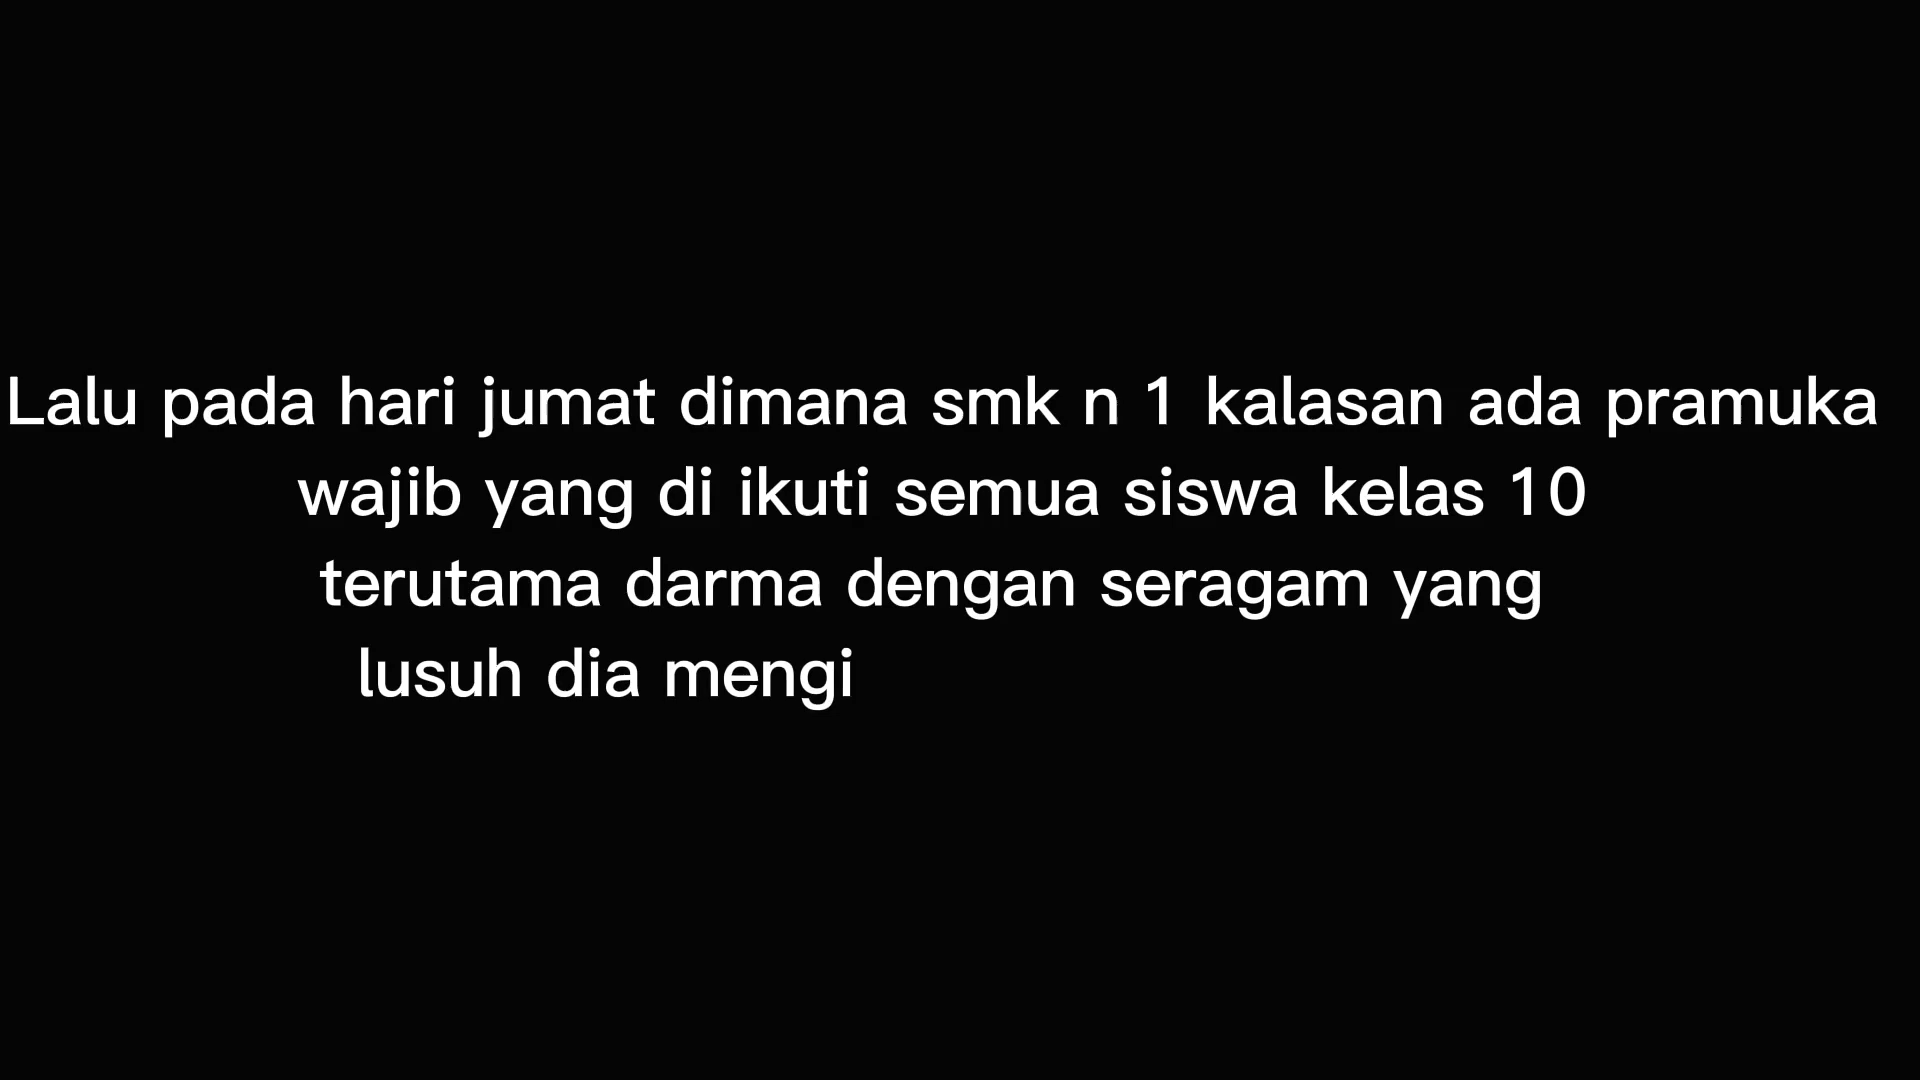 Lalu pada hari jumat dimana smk n 1 kalasan ada pramuka
wajib yang di ikuti semua siswa kelas 10
terutama darma dengan seragam yang
lusuh dia mengi